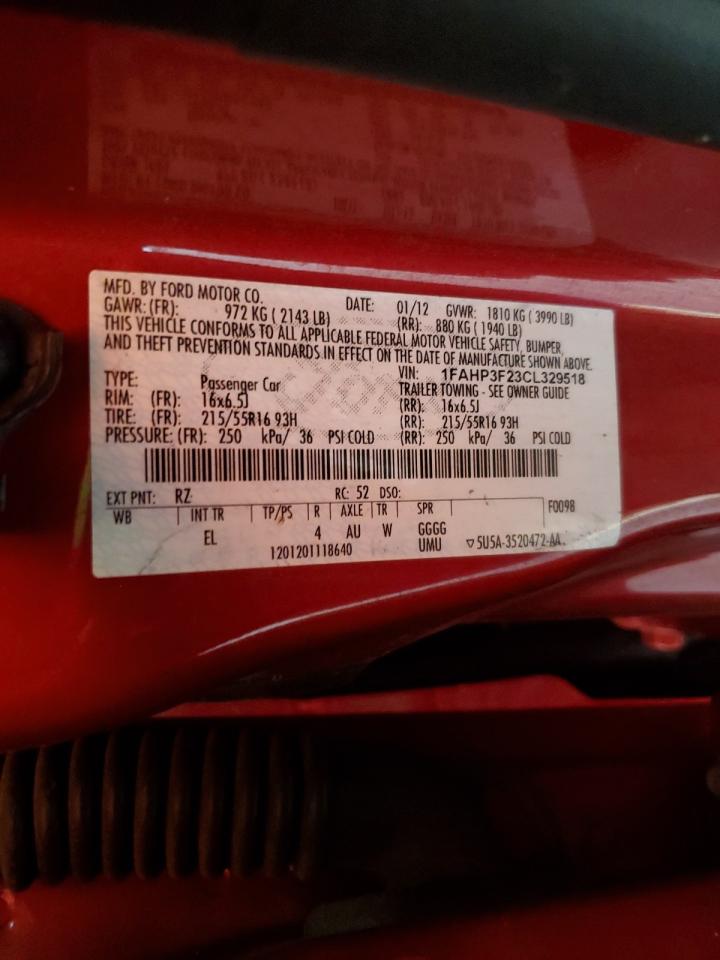 MFD. BY FORD MOTOR CO. DATE: 01/12 GVWR: 1810 KG ( 3990 LB)
GAWR: (FR): 972 KG ( 2143 LB) (RR): 880 KG ( 1940 LB)
THIS VEHICLE CONFORMS TO ALL APPLICABLE FEDERAL MOTOR VEHICLE SAFETY, BUMPER,
AND THEFT PREVENTION STANDARDS IN EFFECT ON THE DATE OF MANUFACTURE SHOWN ABOVE.
VIN: 1FAHP3F23CL329518
TYPE: Passenger Car TRAILER TOWING - SEE OWNER GUIDE
RIM: (FR): 16x6.5J (RR): 16x6.5J
TIRE: (FR): 215/55R16 93H (RR): 215/55R16 93H
PRESSURE: (FR): 250 kPa/ 36 PSI COLD (RR): 250 kPa/ 36 PSI COLD
EXT PNT: RZ RC: 52 DSO: F0098
WB INT TR TP/PS R AXLE TR SPR
EL 4 AU W GGGG
1201201118640 UMU ▽5U5A-3520472-AA